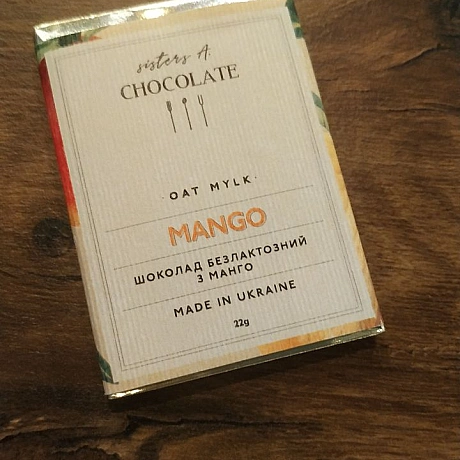 sisters A.
CHOCOLATE
· OAT MYLK ·
MANGO
ШОКОЛАД БЕЗЛАКТОЗНИЙ
З МАНГО
MADE IN UKRAINE
22g